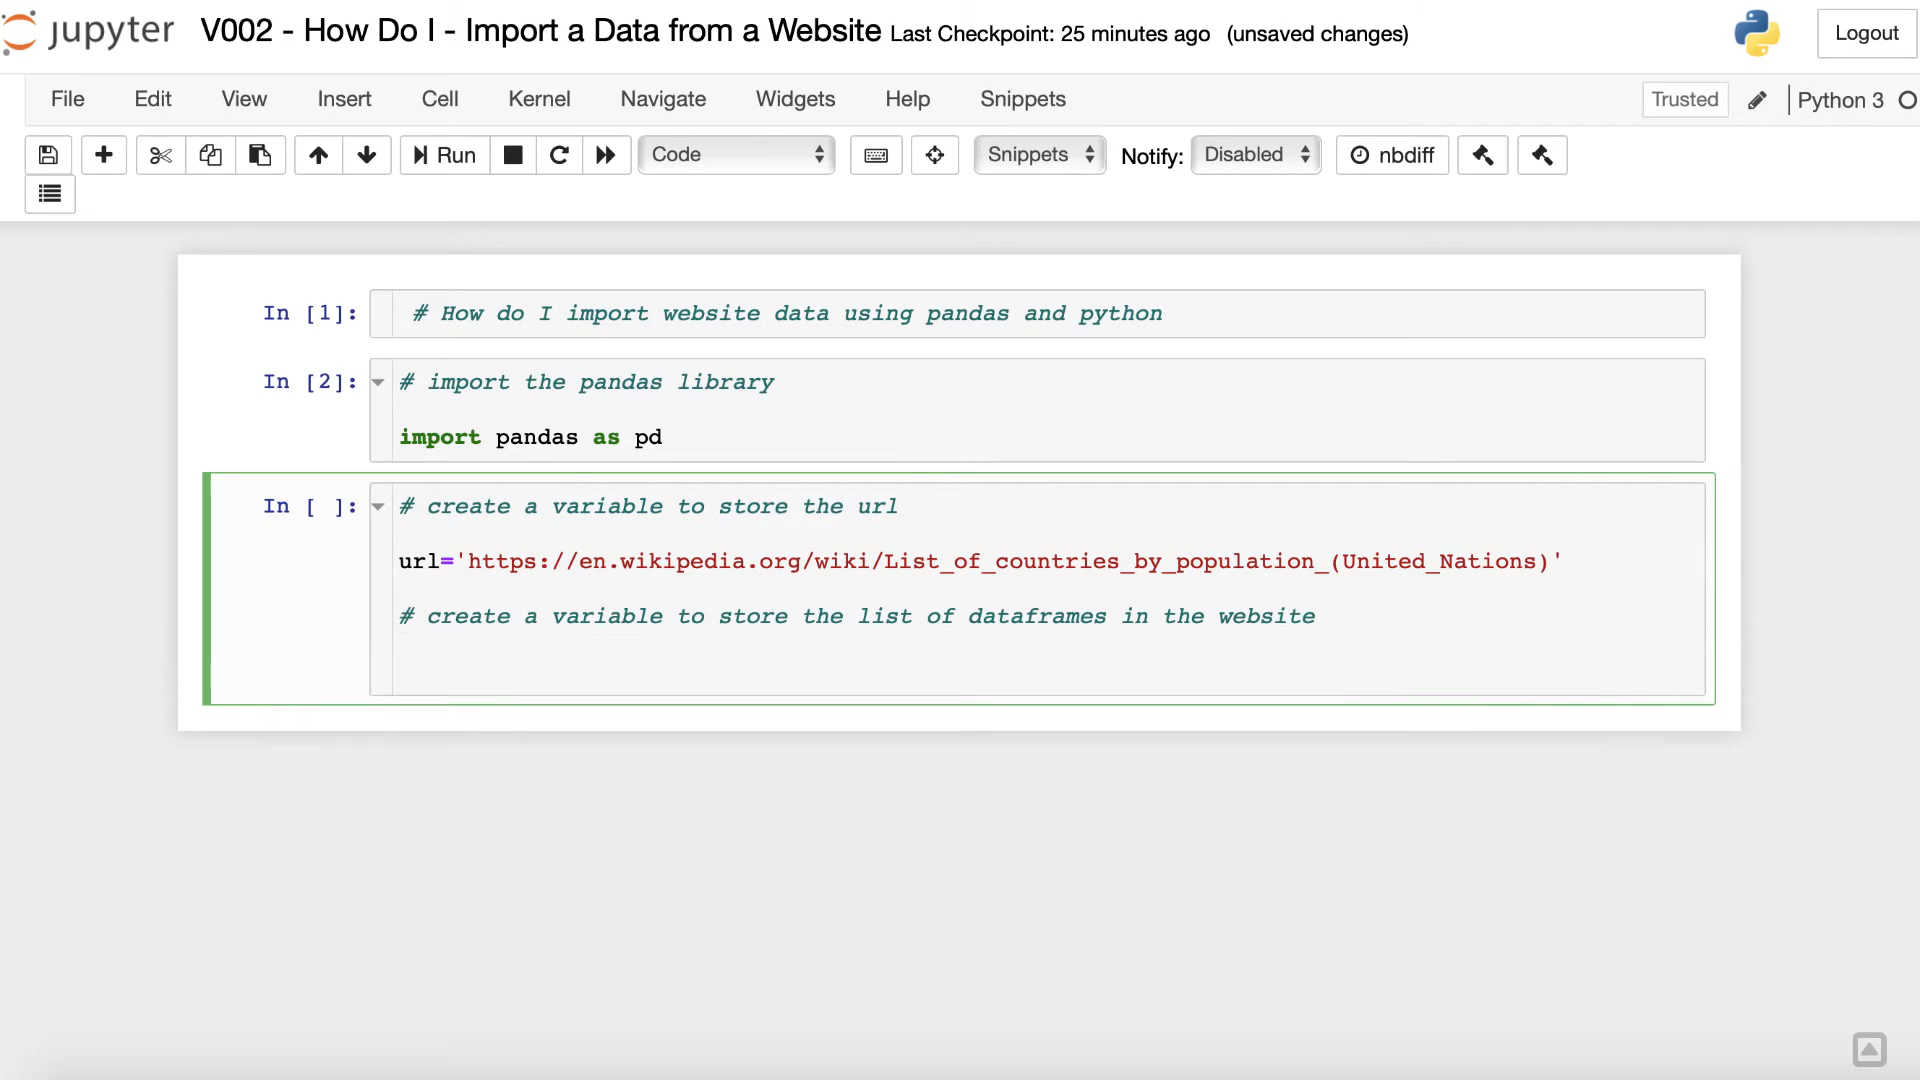 jupyter V002 - How Do I - Import a Data from a Website Last Checkpoint: 25 minutes ago (unsaved changes) Logout
File Edit View Insert Cell Kernel Navigate Widgets Help Snippets Trusted Python 3
Run Code Snippets Notify: Disabled nbdiff
In [1]: # How do I import website data using pandas and python
In [2]: # import the pandas library
import pandas as pd
In [ ]: # create a variable to store the url
url='https://en.wikipedia.org/wiki/List_of_countries_by_population_(United_Nations)'
# create a variable to store the list of dataframes in the website